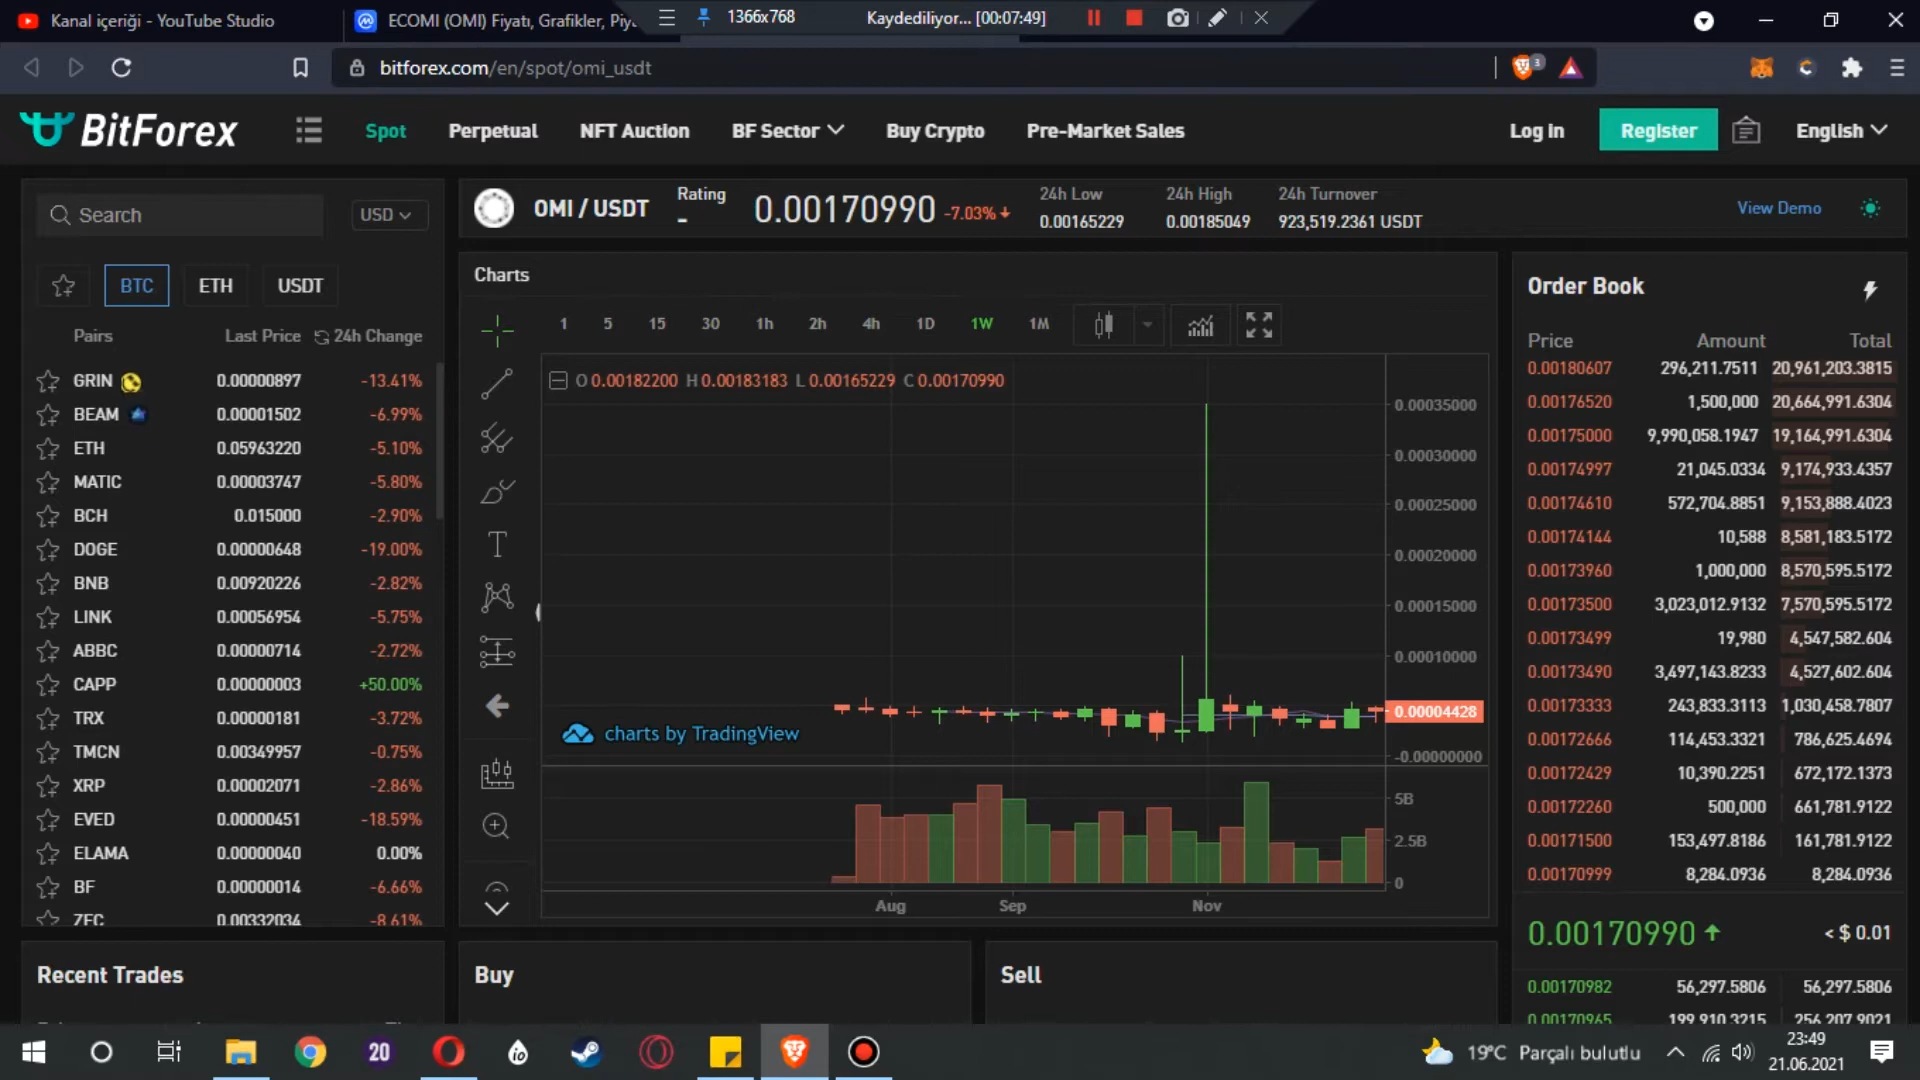 Kanal içeriği - YouTube Studio
ECOMI (OMI) Fiyatı, Grafikler, Piy
1366x768
Kaydediliyor... [00:07:49]
bitforex.com/en/spot/omi_usdt
3
BitForex
Spot
Perpetual
NFT Auction
BF Sector
Buy Crypto
Pre-Market Sales
Log in
Register
English
Search
USD
BTC
ETH
USDT
Pairs Last Price 24h Change
GRIN 0.00000897 -13.41%
BEAM 0.00001502 -6.99%
ETH 0.05963220 -5.10%
MATIC 0.00003747 -5.80%
BCH 0.015000 -2.90%
DOGE 0.00000648 -19.00%
BNB 0.00920226 -2.82%
LINK 0.00056954 -5.75%
ABBC 0.00000714 -2.72%
CAPP 0.00000003 +50.00%
TRX 0.00000181 -3.72%
TMCN 0.00349957 -0.75%
XRP 0.00002071 -2.86%
EVED 0.00000451 -18.59%
ELAMA 0.00000040 0.00%
BF 0.00000014 -6.66%
ZEC 0.00332034 -8.61%
Recent Trades
OMI / USDT
Rating
-
0.00170990 -7.03%
24h Low
0.00165229
24h High
0.00185049
24h Turnover
923,519.2361 USDT
View Demo
Charts
1 5 15 30 1h 2h 4h 1D 1W 1M
O 0.00182200 H 0.00183183 L 0.00165229 C 0.00170990
0.00035000
0.00030000
0.00025000
0.00020000
0.00015000
0.00010000
0.00004428
-0.00000000
charts by TradingView
5B
2.5B
0
Aug Sep Nov
Buy
Sell
Order Book
Price Amount Total
0.00180607 296,211.7511 20,961,203.3815
0.00176520 1,500,000 20,664,991.6304
0.00175000 9,990,058.1947 19,164,991.6304
0.00174997 21,045.0334 9,174,933.4357
0.00174610 572,704.8851 9,153,888.4023
0.00174144 10,588 8,581,183.5172
0.00173960 1,000,000 8,570,595.5172
0.00173500 3,023,012.9132 7,570,595.5172
0.00173499 19,980 4,547,582.604
0.00173490 3,497,143.8233 4,527,602.604
0.00173333 243,833.3113 1,030,458.7807
0.00172666 114,453.3321 786,625.4694
0.00172429 10,390.2251 672,172.1373
0.00172260 500,000 661,781.9122
0.00171500 153,497.8186 161,781.9122
0.00170999 8,284.0936 8,284.0936
0.00170990 < $ 0.01
0.00170982 56,297.5806 56,297.5806
0.00170965 199,910.3215 256,207.9021
20
io
19°C Parçalı bulutlu
23:49
21.06.2021